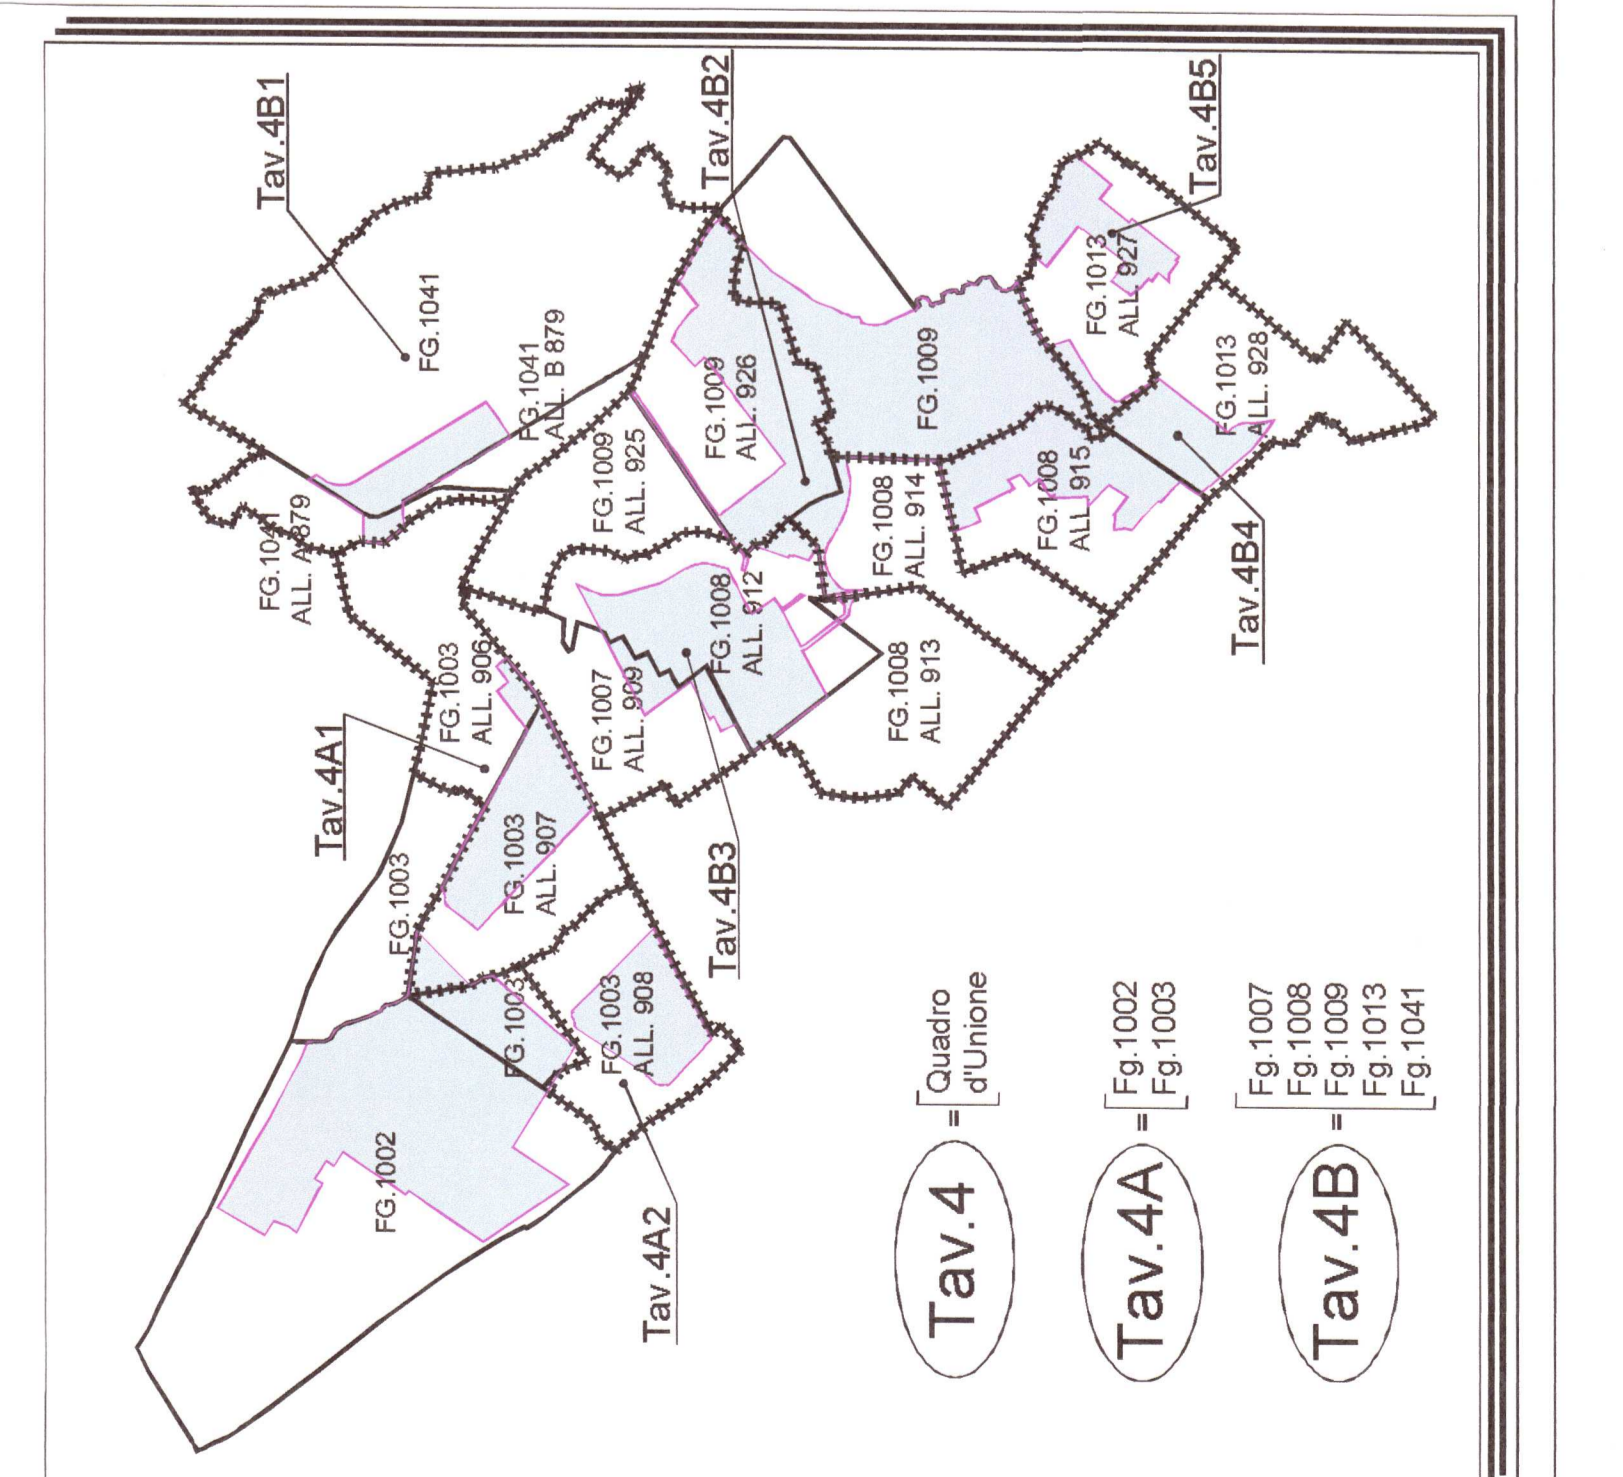 Tav.4B1
Tav.4B2
Tav.4B5
FG.1041
FG.1041
ALL. B 879
FG.1041
ALL. A 879
FG.1009
ALL. 925
FG.1009
ALL. 926
FG.1009
FG.1013
ALL. 927
FG.1013
ALL. 928
FG.1008
ALL. 914
FG.1008
ALL. 915
Tav.4B4
FG.1003
ALL. 906
FG.1007
ALL. 909
FG.1008
ALL. 912
FG.1008
ALL. 913
Tav.4A1
FG.1003
FG.1003
ALL. 907
Tav.4B3
FG.1003
FG.1003
ALL. 908
FG.1002
Tav.4A2
Tav.4 = Quadro
d'Unione
Tav.4A = Fg.1002
Fg.1003
Tav.4B = Fg.1007
Fg.1008
Fg.1009
Fg.1013
Fg.1041